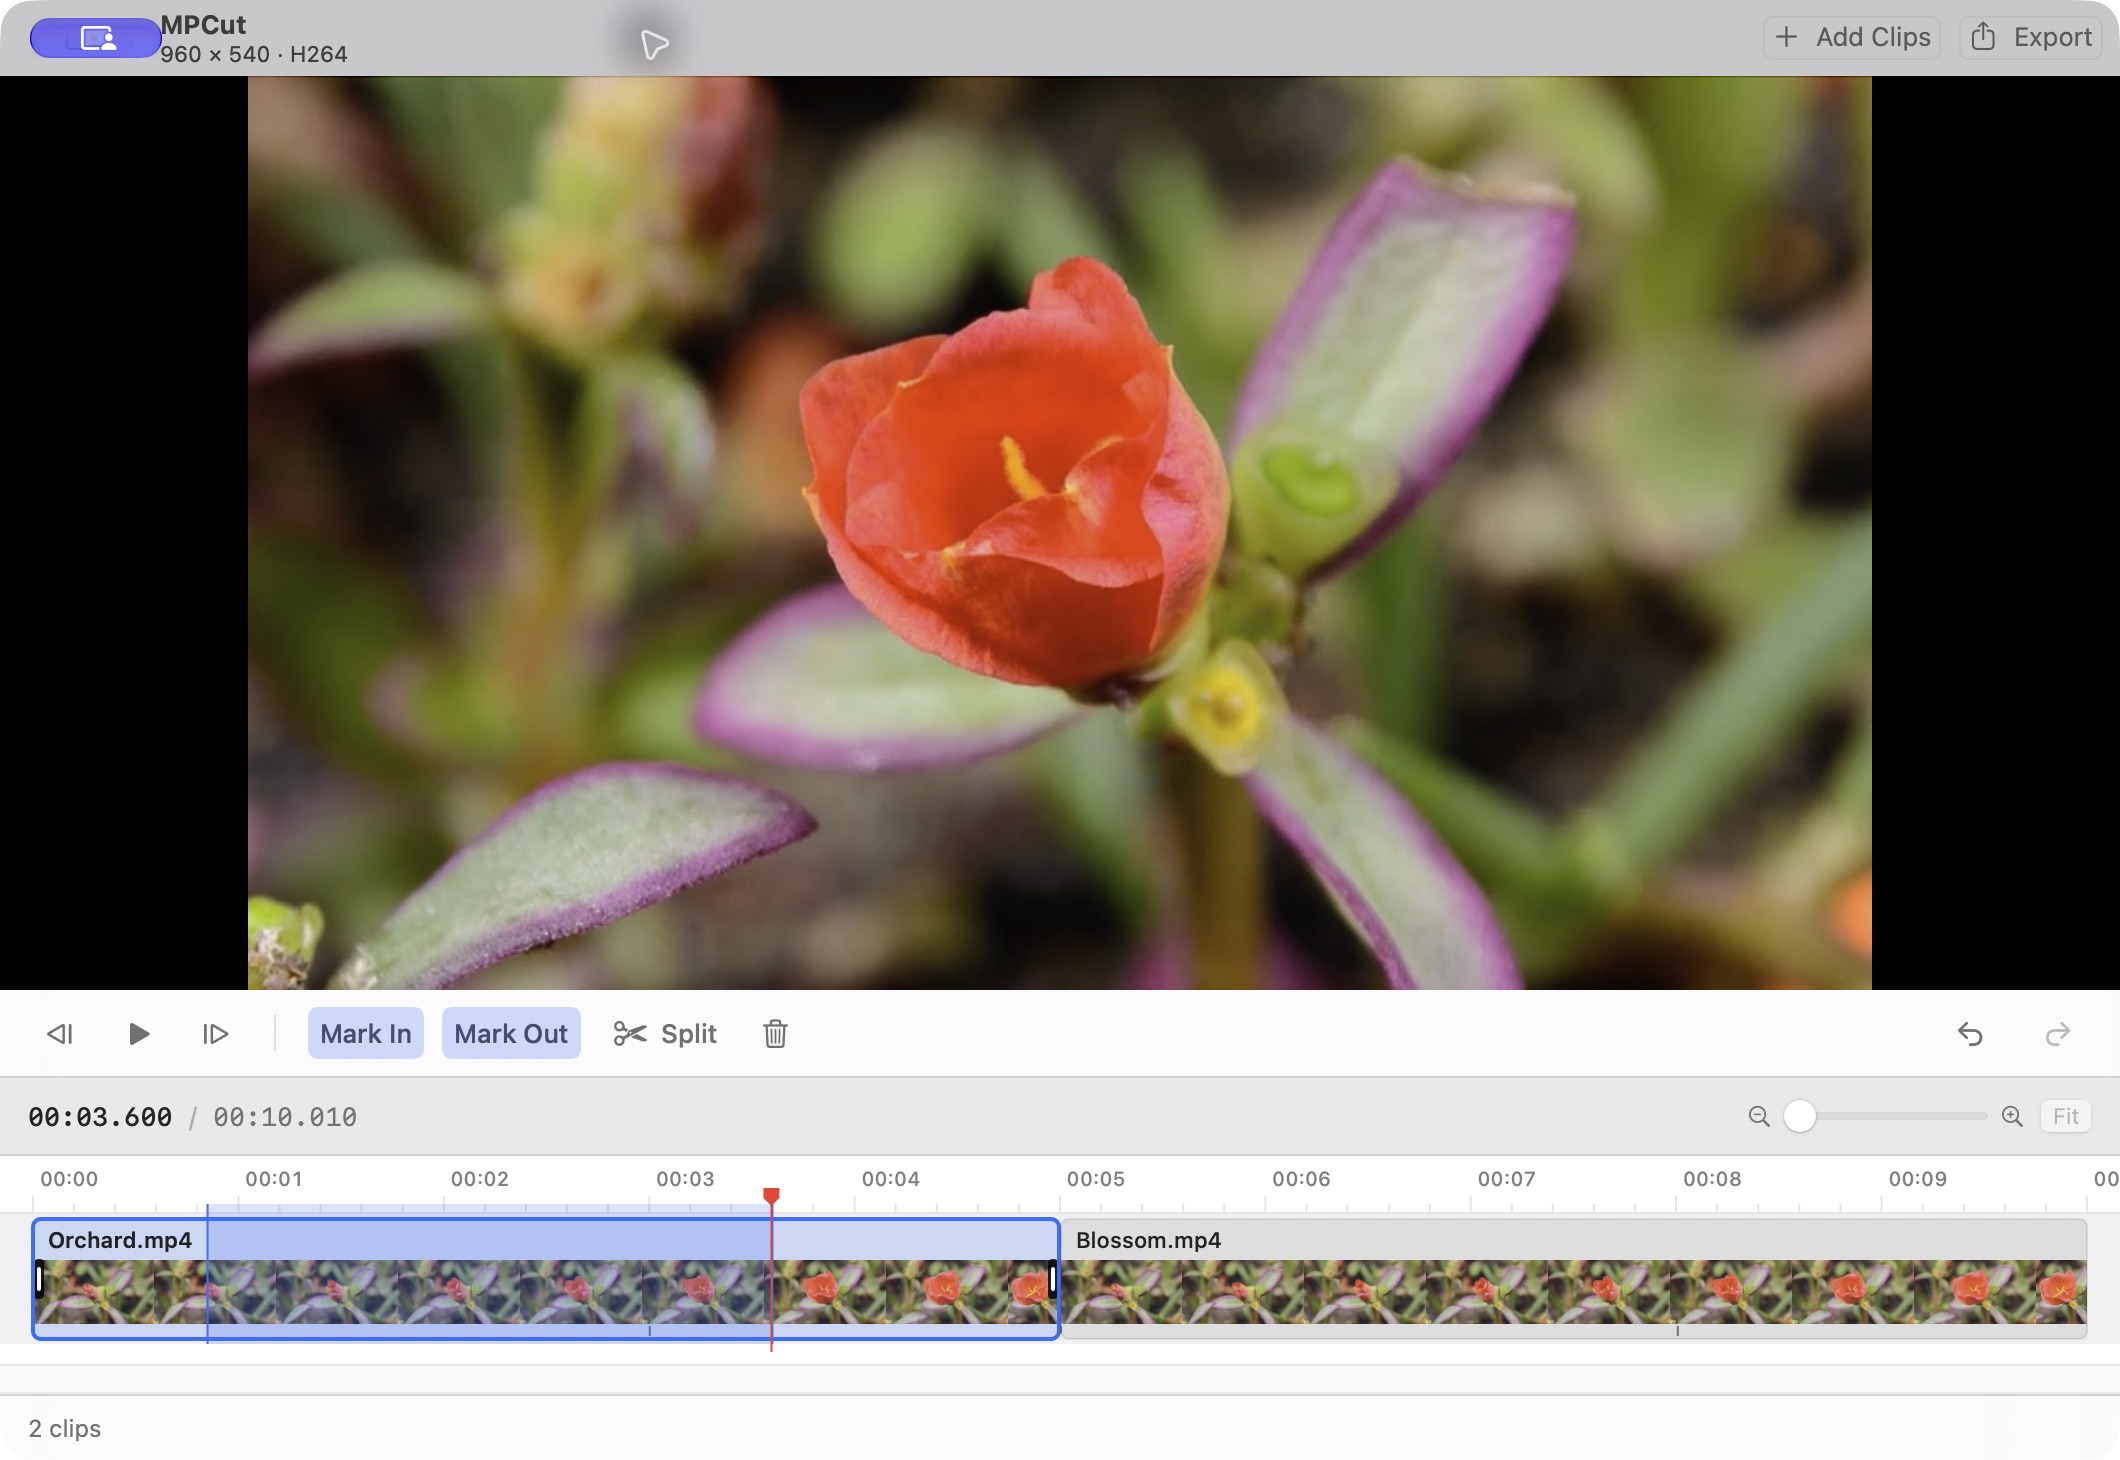 MPCut
960 × 540 · H264
Add Clips
Export
Mark In
Mark Out
Split
00:03.600 / 00:10.010
Fit
00:00
00:01
00:02
00:03
00:04
00:05
00:06
00:07
00:08
00:09
00
Orchard.mp4
Blossom.mp4
2 clips